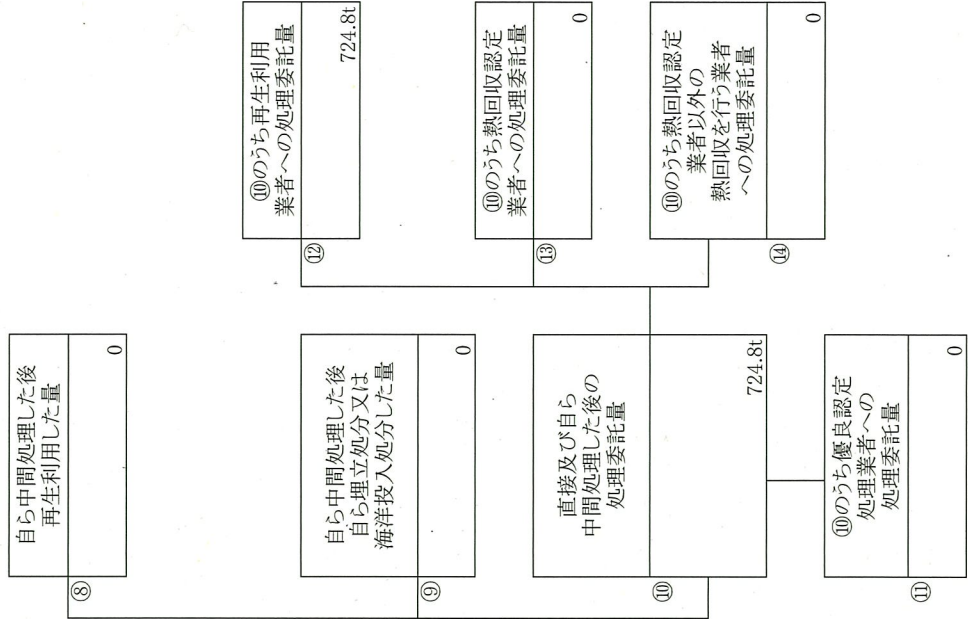 ⑧
自ら中間処理した後
再生利用した量
0
⑨
自ら中間処理した後
自ら埋立処分又は
海洋投入処分した量
0
⑩
直接及び自ら
中間処理した後の
処理委託量
724.8t
⑪
⑩のうち優良認定
処理業者への
処理委託量
0
⑫
⑩のうち再生利用
業者への処理委託量
724.8t
⑬
⑩のうち熱回収認定
業者への処理委託量
0
⑭
⑩のうち熱回収認定
業者以外の
熱回収を行う業者
への処理委託量
0